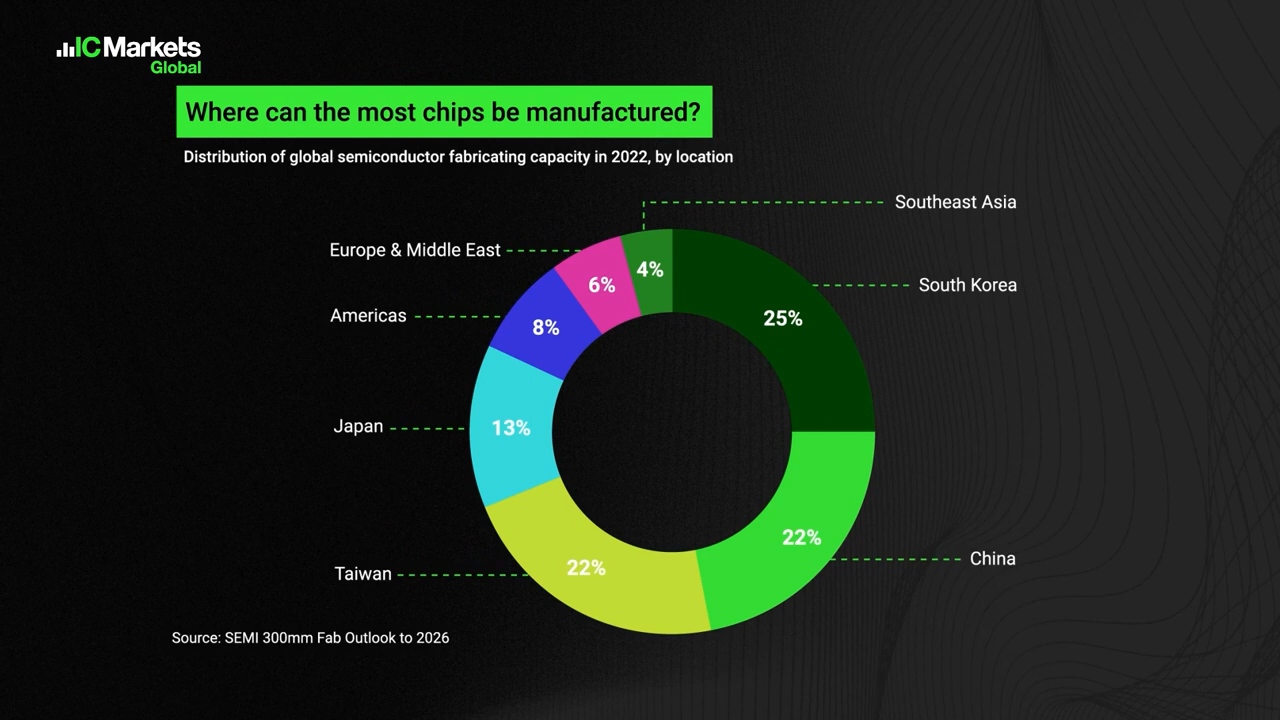 IC Markets
Global
Where can the most chips be manufactured?
Distribution of global semiconductor fabricating capacity in 2022, by location
Southeast Asia
Europe & Middle East
4%
6%
South Korea
25%
Americas
8%
Japan
13%
22%
China
22%
Taiwan
Source: SEMI 300mm Fab Outlook to 2026